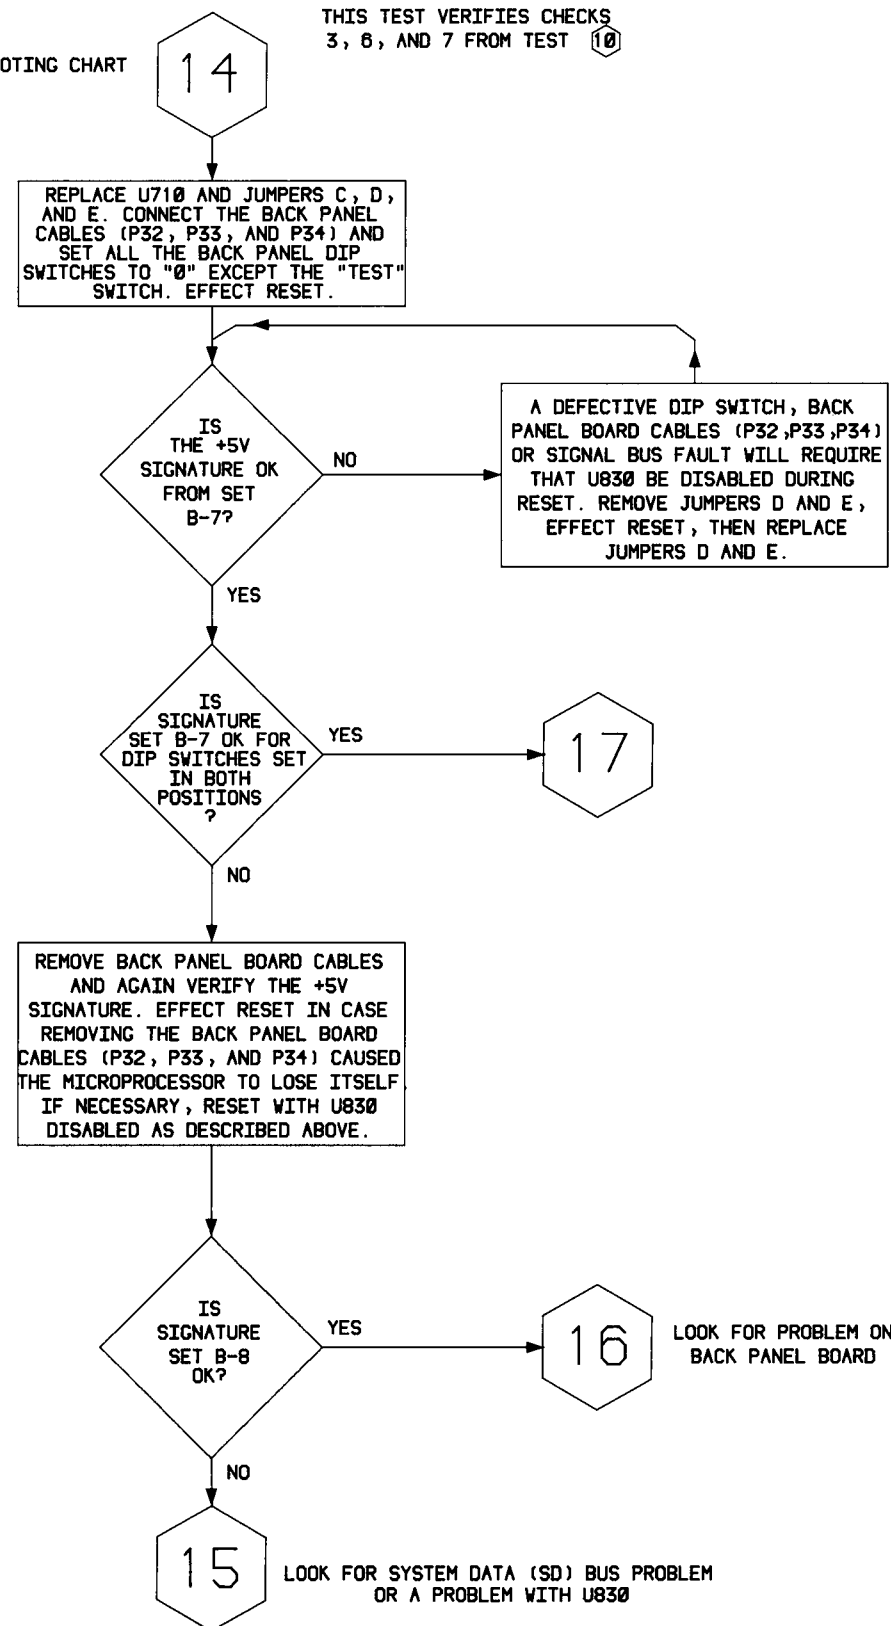 THIS TEST VERIFIES CHECKS
3, 6, AND 7 FROM TEST 10
OTING CHART
14
REPLACE U710 AND JUMPERS C, D,
AND E. CONNECT THE BACK PANEL
CABLES (P32, P33, AND P34) AND
SET ALL THE BACK PANEL DIP
SWITCHES TO "0" EXCEPT THE "TEST"
SWITCH. EFFECT RESET.
IS
THE +5V
SIGNATURE OK
FROM SET
B-7?
NO
A DEFECTIVE DIP SWITCH, BACK
PANEL BOARD CABLES (P32,P33,P34)
OR SIGNAL BUS FAULT WILL REQUIRE
THAT U830 BE DISABLED DURING
RESET. REMOVE JUMPERS D AND E,
EFFECT RESET, THEN REPLACE
JUMPERS D AND E.
YES
IS
SIGNATURE
SET B-7 OK FOR
DIP SWITCHES SET
IN BOTH
POSITIONS
?
YES
17
NO
REMOVE BACK PANEL BOARD CABLES
AND AGAIN VERIFY THE +5V
SIGNATURE. EFFECT RESET IN CASE
REMOVING THE BACK PANEL BOARD
CABLES (P32, P33, AND P34) CAUSED
THE MICROPROCESSOR TO LOSE ITSELF.
IF NECESSARY, RESET WITH U830
DISABLED AS DESCRIBED ABOVE.
IS
SIGNATURE
SET B-8
OK?
YES
16
LOOK FOR PROBLEM ON
BACK PANEL BOARD
NO
15
LOOK FOR SYSTEM DATA (SD) BUS PROBLEM
OR A PROBLEM WITH U830